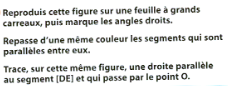 Reproduis cette figure sur une feuille à grands
carreaux, puis marque les angles droits.
Repasse d'une même couleur les segments qui sont
parallèles entre eux.
Trace, sur cette même figure, une droite parallèle
au segment [DE] et qui passe par le point O.